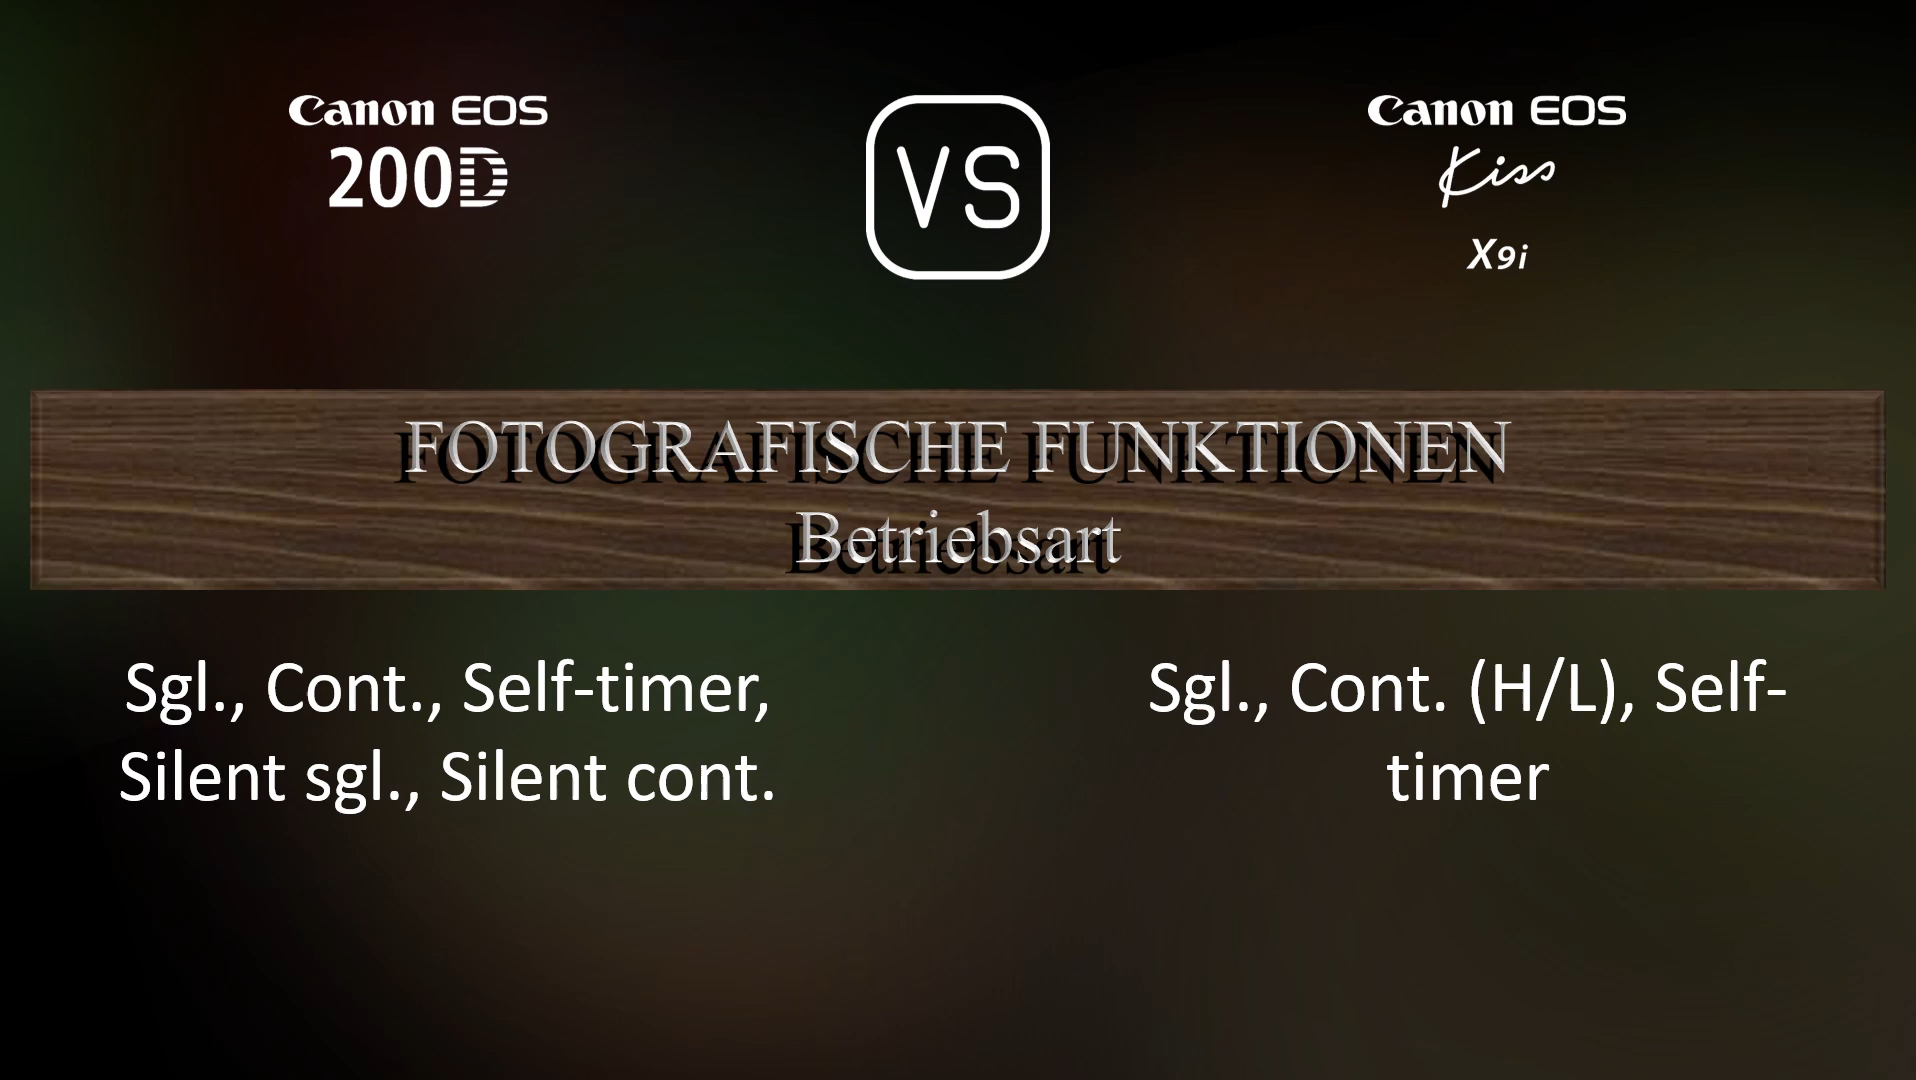 Canon EOS
200D
VS
Canon EOS
Kiss
X9i
FOTOGRAFISCHE FUNKTIONEN
Betriebsart
Sgl., Cont., Self-timer,
Silent sgl., Silent cont.
Sgl., Cont. (H/L), Self-
timer